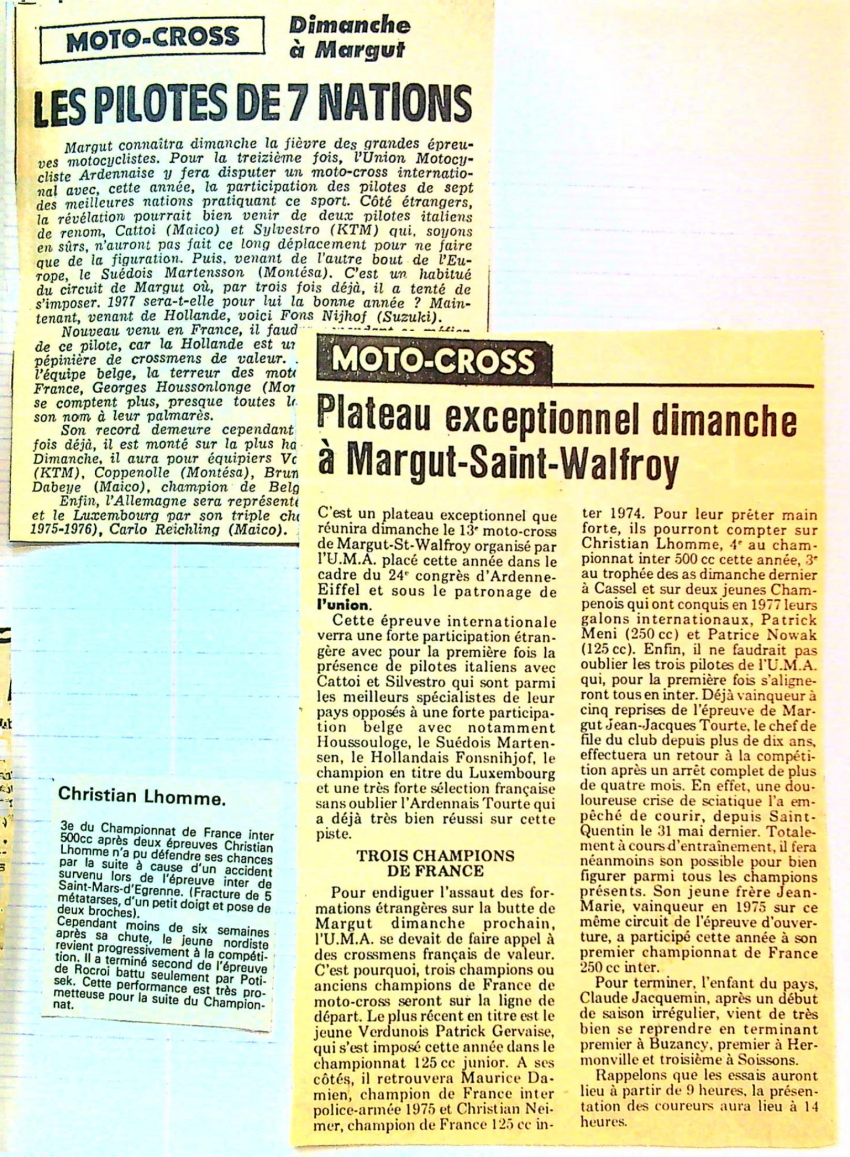 MOTO-CROSS
Dimanche
à Margut
LES PILOTES DE 7 NATIONS
Margut connaîtra dimanche la fièvre des grandes épreu-
ves motocyclistes. Pour la treizième fois, l'Union Motocy-
cliste Ardennaise y fera disputer un moto-cross internatio-
nal avec, cette année, la participation des pilotes de sept
des meilleures nations pratiquant ce sport. Côté étrangers,
la révélation pourrait bien venir de deux pilotes italiens
de renom, Cattoi (Maico) et Sylvestro (KTM) qui, soyons
en sûrs, n'auront pas fait ce long déplacement pour ne faire
que de la figuration. Puis, venant de l'autre bout de l'Eu-
rope, le Suédois Martensson (Montésa). C'est un habitué
du circuit de Margut où, par trois fois déjà, il a tenté de
s'imposer. 1977 sera-t-elle pour lui la bonne année ? Main-
tenant, venant de Hollande, voici Fons Nijhof (Suzuki).
Nouveau venu en France, il faud
de ce pilote, car la Hollande est un
pépinière de crossmens de valeur.
l'équipe belge, la terreur des mot
France, Georges Houssonlonge (Mon
se comptent plus, presque toutes l
son nom à leur palmarès.
Son record demeure cependant
fois déjà, il est monté sur la plus ha
Dimanche, il aura pour équipiers V
(KTM), Coppenolle (Montésa), Brun
Dabeye (Maico), champion de Belg
Enfin, l'Allemagne sera représent
et le Luxembourg par son triple ch
1975-1976), Carlo Reichling (Maico).
MOTO-CROSS
Plateau exceptionnel dimanche
à Margut-Saint-Walfroy
C'est un plateau exceptionnel que
réunira dimanche le 13e moto-cross
de Margut-St-Walfroy organisé par
l'U.M.A. placé cette année dans le
cadre du 24e congrès d'Ardenne-
Eiffel et sous le patronage de
l'union.
Cette épreuve internationale
verra une forte participation étran-
gère avec pour la première fois la
présence de pilotes italiens avec
Cattoi et Silvestro qui sont parmi
les meilleurs spécialistes de leur
pays opposés à une forte participa-
tion belge avec notamment
Houssouloge, le Suédois Marten-
sen, le Hollandais Fonsnihjof, le
champion en titre du Luxembourg
et une très forte sélection française
sans oublier l'Ardennais Tourte qui
a déjà très bien réussi sur cette
piste.
TROIS CHAMPIONS
DE FRANCE
Pour endiguer l'assaut des for-
mations étrangères sur la butte de
Margut dimanche prochain,
l'U.M.A. se devait de faire appel à
des crossmens français de valeur.
C'est pourquoi, trois champions ou
anciens champions de France de
moto-cross seront sur la ligne de
départ. Le plus récent en titre est le
jeune Verdunois Patrick Gervaise,
qui s'est imposé cette année dans le
championnat 125 cc junior. A ses
côtés, il retrouvera Maurice Da-
mien, champion de France inter
police-armée 1975 et Christian Nei-
mer, champion de France 125 cc in-
ter 1974. Pour leur prêter main
forte, ils pourront compter sur
Christian Lhomme, 4e au cham-
pionnat inter 500 cc cette année, 3e
au trophée des as dimanche dernier
à Cassel et sur deux jeunes Cham-
penois qui ont conquis en 1977 leurs
galons internationaux, Patrick
Meni (250 cc) et Patrice Nowak
(125 cc). Enfin, il ne faudrait pas
oublier les trois pilotes de l'U.M.A.
qui, pour la première fois s'aligne-
ront tous en inter. Déjà vainqueur à
cinq reprises de l'épreuve de Mar-
gut Jean-Jacques Tourte, le chef de
file du club depuis plus de dix ans,
effectuera un retour à la compéti-
tion après un arrêt complet de plus
de quatre mois. En effet, une dou-
loureuse crise de sciatique l'a em-
pêché de courir, depuis Saint-
Quentin le 31 mai dernier. Totale-
ment à cours d'entraînement, il fera
néanmoins son possible pour bien
figurer parmi tous les champions
présents. Son jeune frère Jean-
Marie, vainqueur en 1975 sur ce
même circuit de l'épreuve d'ouver-
ture, a participé cette année à son
premier championnat de France
250 cc inter.
Pour terminer, l'enfant du pays,
Claude Jacquemin, après un début
de saison irrégulier, vient de très
bien se reprendre en terminant
premier à Buzancy, premier à Her-
monville et troisième à Soissons.
Rappelons que les essais auront
lieu à partir de 9 heures, la présen-
tation des coureurs aura lieu à 14
heures.
Christian Lhomme.
3e du Championnat de France inter
500cc après deux épreuves Christian
Lhomme n'a pu défendre ses chances
par la suite à cause d'un accident
survenu lors de l'épreuve inter de
Saint-Mars-d'Egrenne. (Fracture de 5
métatarses, d'un petit doigt et pose de
deux broches).
Cependant moins de six semaines
après sa chute, le jeune nordiste
revient progressivement à la compéti-
tion. Il a terminé second de l'épreuve
de Rocroi battu seulement par Poti-
sek. Cette performance est très pro-
metteuse pour la suite du Champion-
nat.